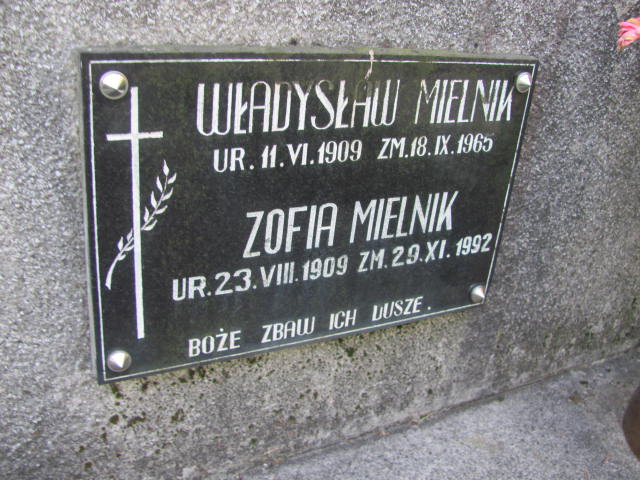 WŁADYSŁAW MIELNIK
UR. 11.VI.1909 ZM.18.IX.1965
ZOFIA MIELNIK
UR.23.VIII.1909 ZM.29.XI.1992
BOŻE ZBAW ICH DUSZE.